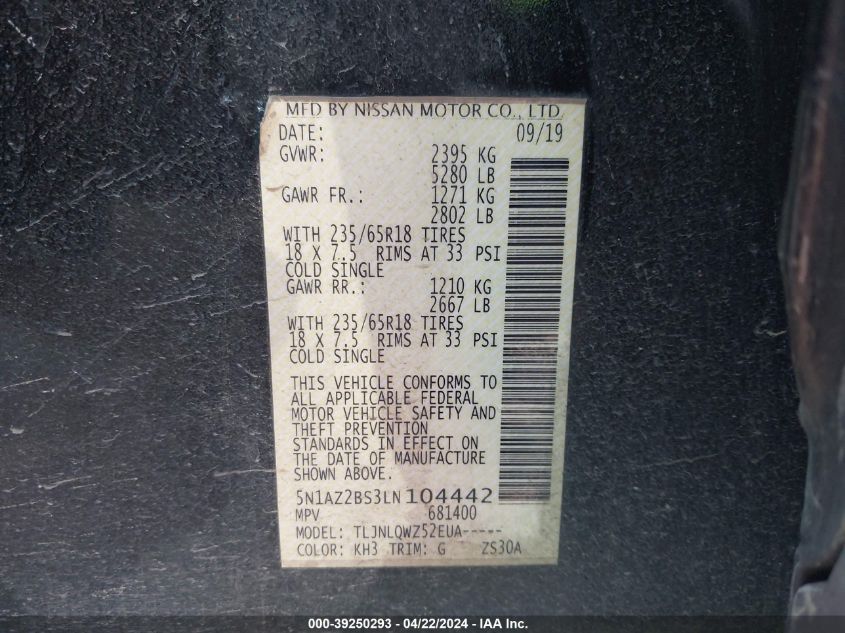 MFD BY NISSAN MOTOR CO., LTD.
DATE: 09/19
GVWR: 2395 KG
5280 LB
GAWR FR.: 1271 KG
2802 LB
WITH 235/65R18 TIRES
18 X 7.5 RIMS AT 33 PSI
COLD SINGLE
GAWR RR.: 1210 KG
2667 LB
WITH 235/65R18 TIRES
18 X 7.5 RIMS AT 33 PSI
COLD SINGLE
THIS VEHICLE CONFORMS TO
ALL APPLICABLE FEDERAL
MOTOR VEHICLE SAFETY AND
THEFT PREVENTION
STANDARDS IN EFFECT ON
THE DATE OF MANUFACTURE
SHOWN ABOVE.
5N1AZ2BS3LN104442
MPV 681400
MODEL: TLJNLQWZ52EUA-----
COLOR: KH3 TRIM: G ZS30A
000-39250293 - 04/22/2024 - IAA Inc.